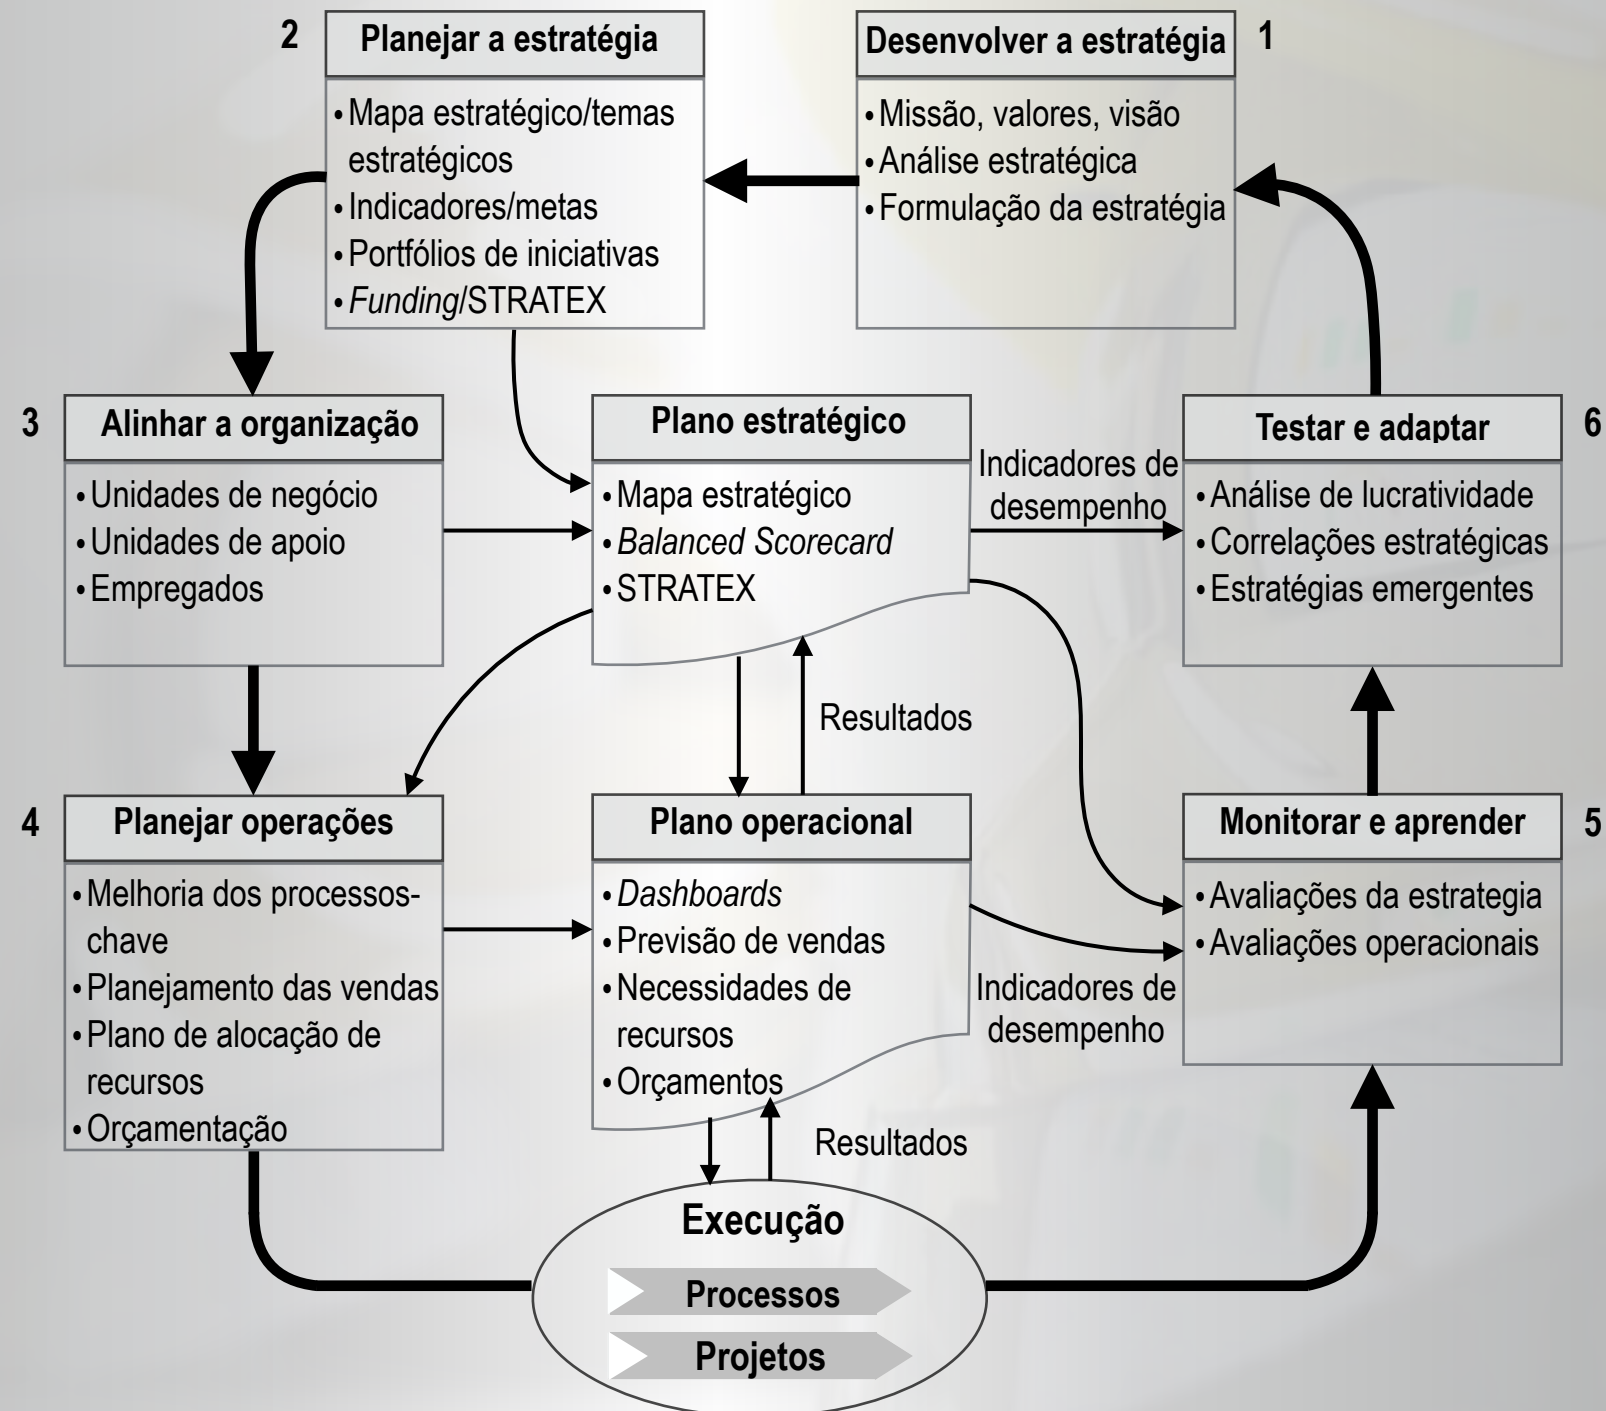 2
Planejar a estratégia
• Mapa estratégico/temas
estratégicos
• Indicadores/metas
• Portfólios de iniciativas
• Funding/STRATEX
Desenvolver a estratégia
1
• Missão, valores, visão
• Análise estratégica
• Formulação da estratégia
3
Alinhar a organização
• Unidades de negócio
• Unidades de apoio
• Empregados
Plano estratégico
• Mapa estratégico
• Balanced Scorecard
• STRATEX
Indicadores de
desempenho
Testar e adaptar
6
• Análise de lucratividade
• Correlações estratégicas
• Estratégias emergentes
Resultados
4
Planejar operações
• Melhoria dos processos-
chave
• Planejamento das vendas
• Plano de alocação de
recursos
• Orçamentação
Plano operacional
• Dashboards
• Previsão de vendas
• Necessidades de
recursos
• Orçamentos
Indicadores de
desempenho
Monitorar e aprender
5
• Avaliações da estrategia
• Avaliações operacionais
Resultados
Execução
Processos
Projetos